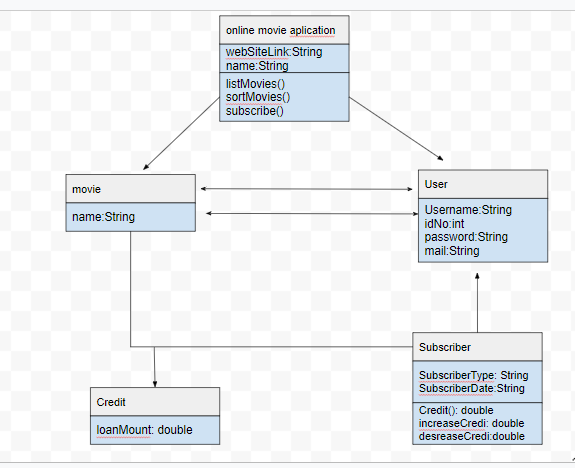 online movie aplication
webSiteLink:String
name:String
listMovies()
sortMovies()
subscribe()
movie
name:String
User
Username:String
idNo:int
password:String
mail:String
Subscriber
SubscriberType: String
SubscriberDate:String
Credit(): double
increaseCredi: double
desreaseCredi:double
Credit
loanMount: double